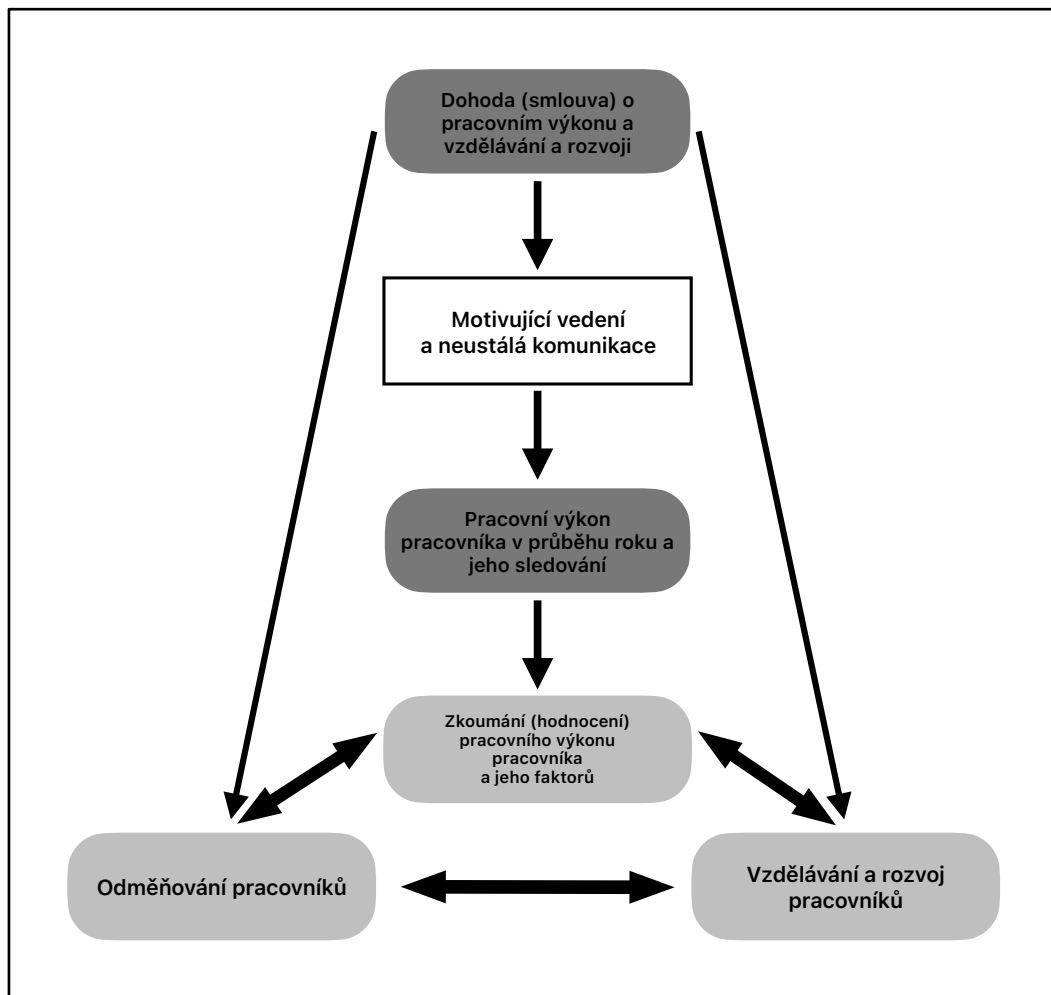 Dohoda (smlouva) o
pracovním výkonu a
vzdělávání a rozvoji
Motivující vedení
a neustálá komunikace
Pracovní výkon
pracovníka v průběhu roku a
jeho sledování
Zkoumání (hodnocení)
pracovního výkonu
pracovníka
a jeho faktorů
Odměňování pracovníků
Vzdělávání a rozvoj
pracovníků